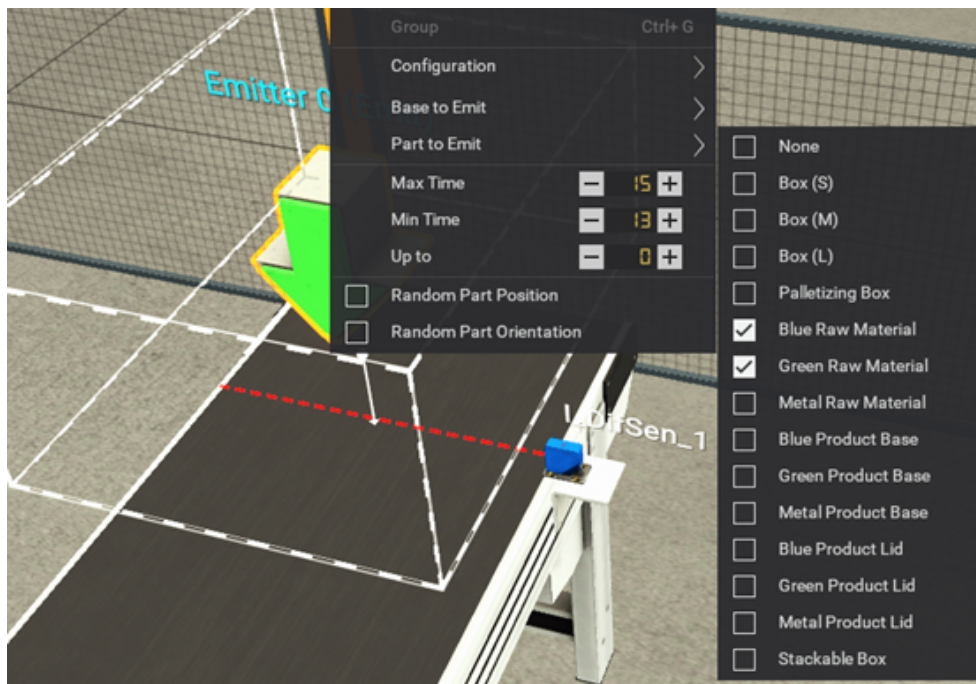 Group Ctrl+ G
Configuration
Base to Emit
Part to Emit
Max Time 15
Min Time 13
Up to 0
Random Part Position
Random Part Orientation
None
Box (S)
Box (M)
Box (L)
Palletizing Box
Blue Raw Material
Green Raw Material
Metal Raw Material
Blue Product Base
Green Product Base
Metal Product Base
Blue Product Lid
Green Product Lid
Metal Product Lid
Stackable Box
Emitter
DirSen_1